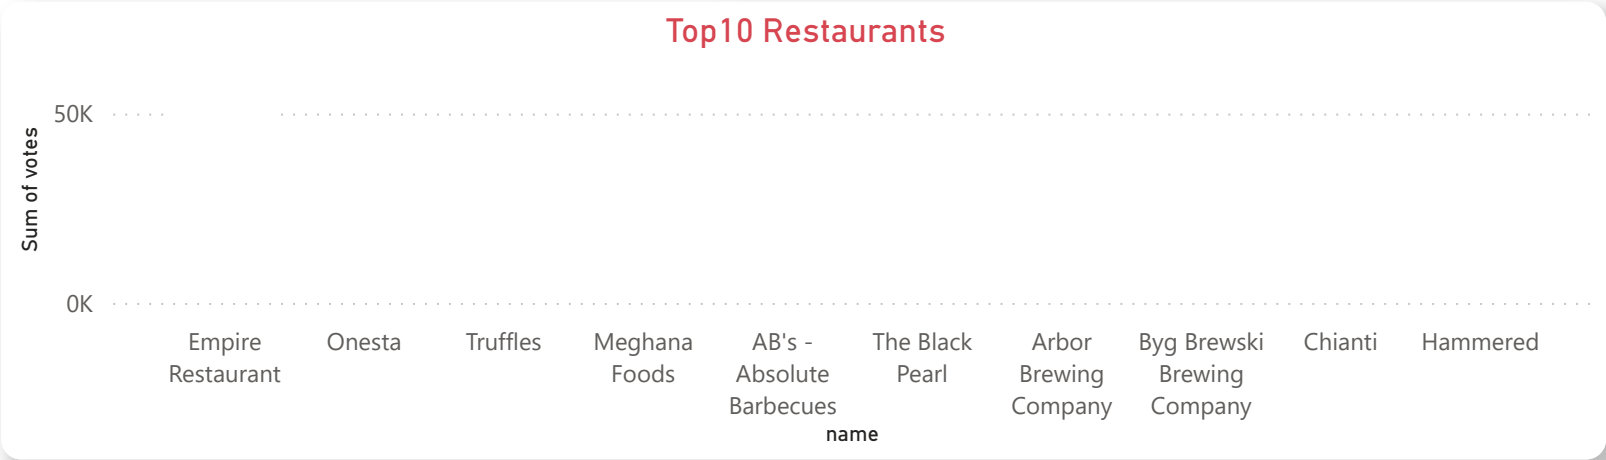 Top10 Restaurants
Sum of votes
50K
0K
Empire Restaurant
Onesta
Truffles
Meghana Foods
AB's - Absolute Barbecues
The Black Pearl
Arbor Brewing Company
Byg Brewski Brewing Company
Chianti
Hammered
name